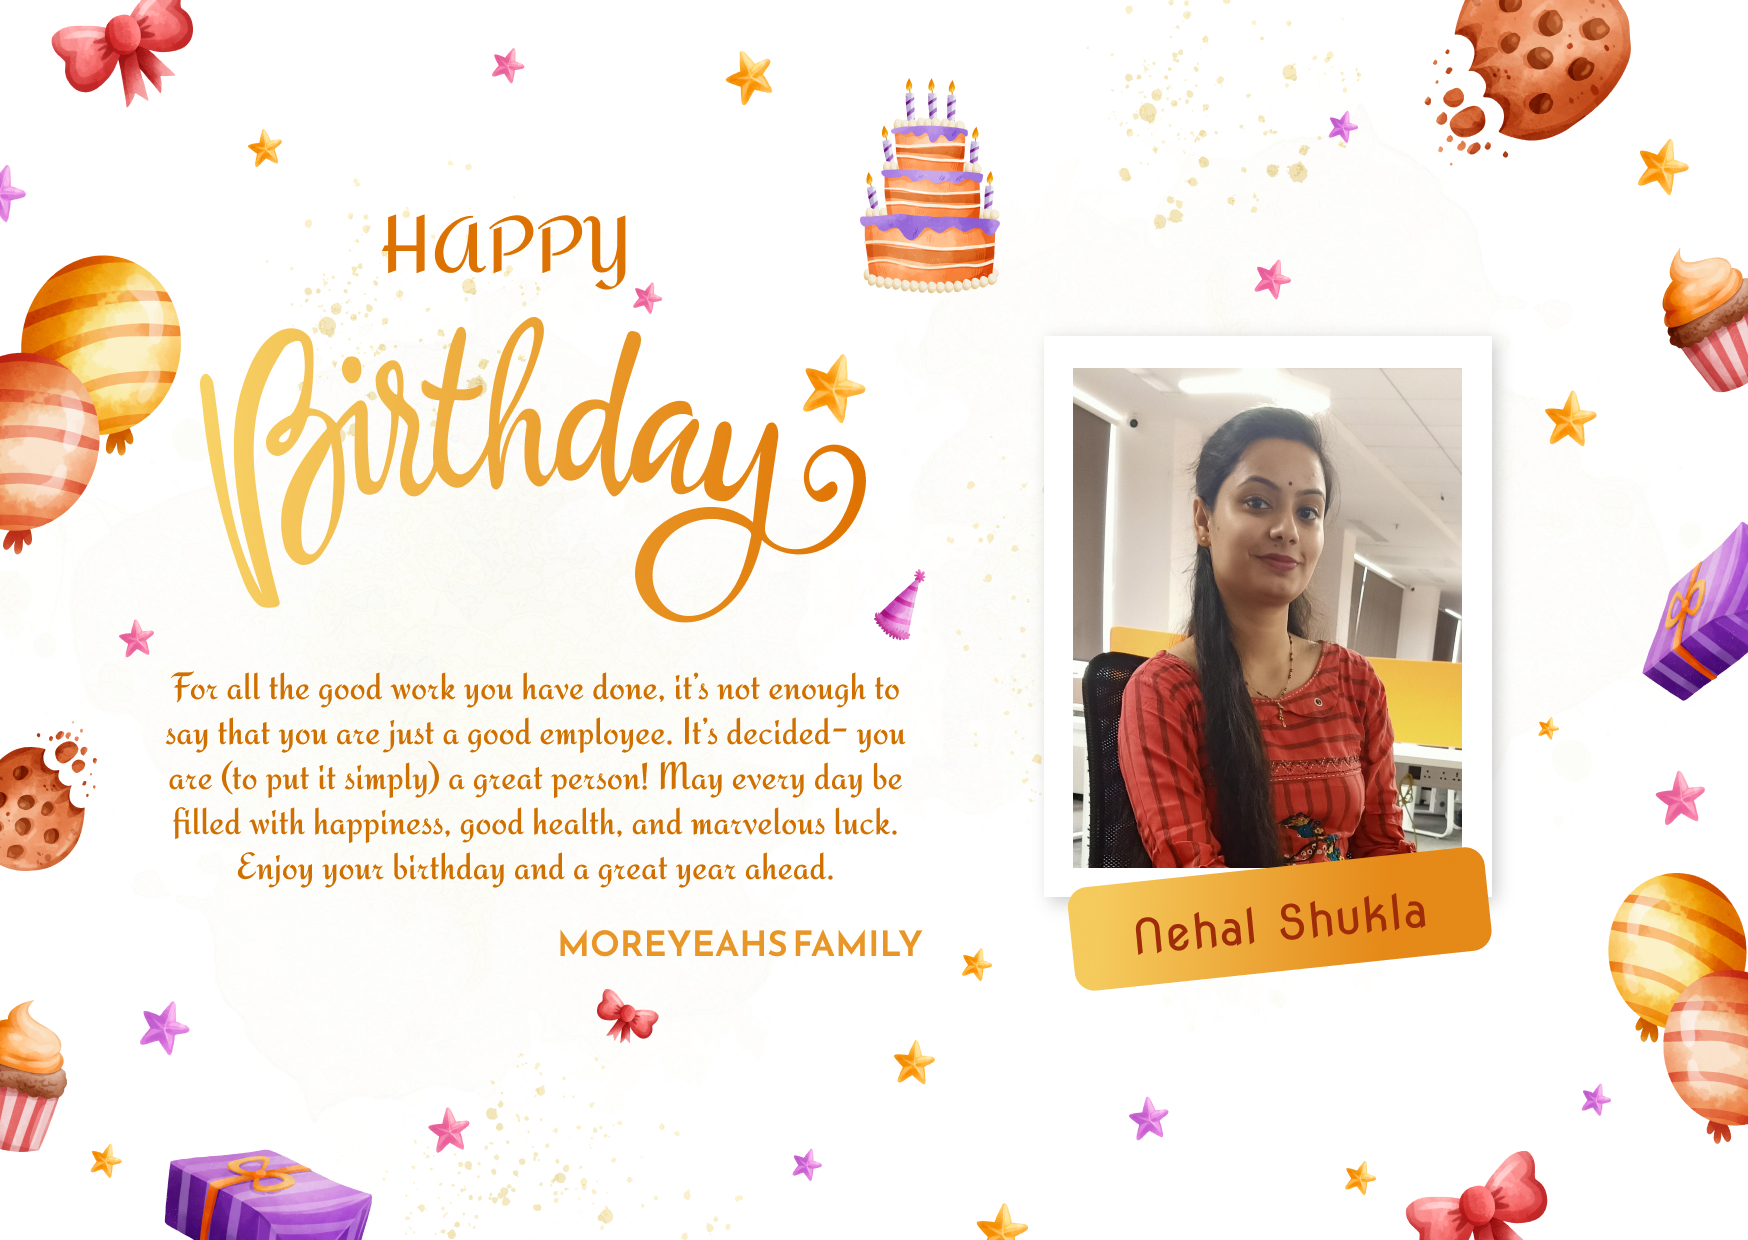 HAPPY
Birthday
For all the good work you have done, it's not enough to
say that you are just a good employee. It's decided- you
are (to put it simply) a great person! May every day be
filled with happiness, good health, and marvelous luck.
Enjoy your birthday and a great year ahead.
MOREYEAHS FAMILY
Nehal Shukla